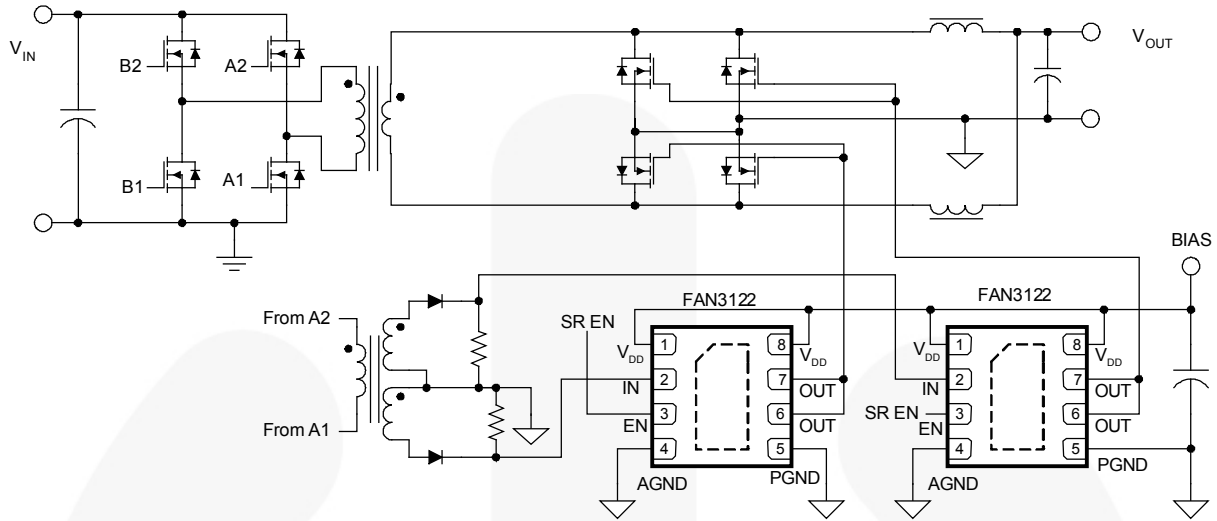 V_IN
B2
A2
B1
A1
V_OUT
BIAS
From A2
From A1
SR EN
FAN3122
V_DD
IN
EN
AGND
1
2
3
4
8
7
6
5
V_DD
OUT
OUT
PGND
FAN3122
V_DD
IN
SR EN
EN
AGND
1
2
3
4
8
7
6
5
V_DD
OUT
OUT
PGND